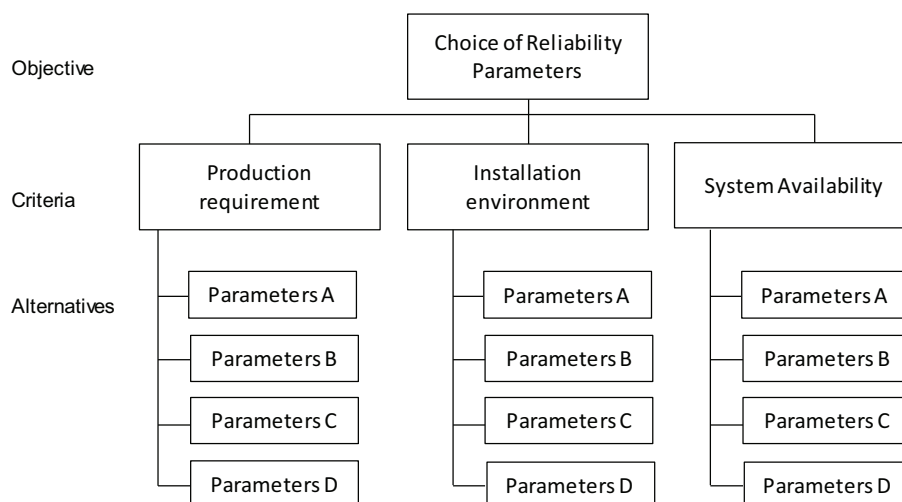 Objective
Choice of Reliability
Parameters
Criteria
Production
requirement
Installation
environment
System Availability
Alternatives
Parameters A
Parameters A
Parameters A
Parameters B
Parameters B
Parameters B
Parameters C
Parameters C
Parameters C
Parameters D
Parameters D
Parameters D